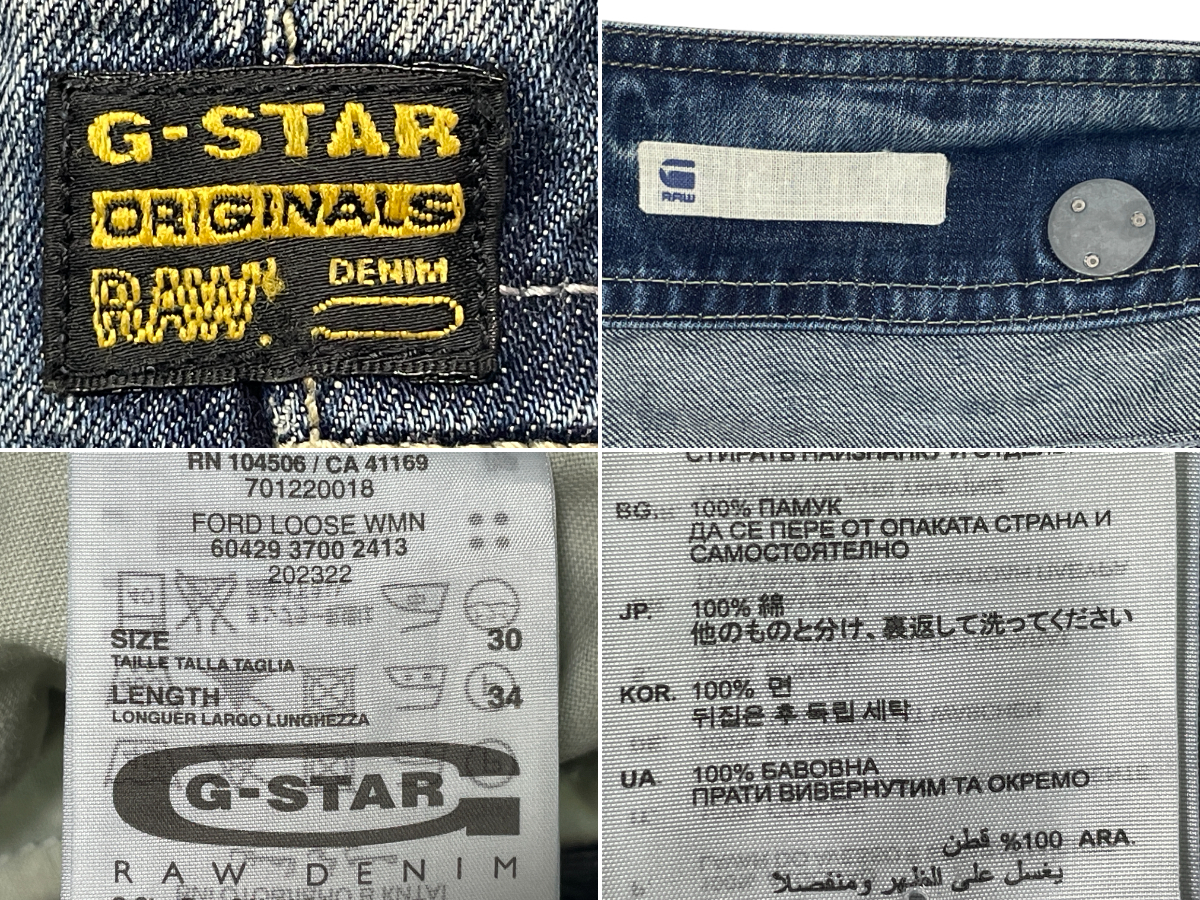 G-STAR
ORIGINALS
RAW
DENIM
RAW
RN 104506 / CA 41169
701220018
FORD LOOSE WMN
60429 3700 2413
202322
40
SIZE 30
TAILLE TALLA TAGLIA
LENGTH 34
LONGUER LARGO LUNGHEZZA
G-STAR
RAW DENIM
СТИРАТЬ НАИЗНАНКУ И
BG. 100% ПАМУК
ДА СЕ ПЕРЕ ОТ ОПАКАТА СТРАНА И
САМОСТОЯТЕЛНО
JP. 100% 綿
他のものと分け、裏返して洗ってください
KOR. 100% 면
뒤집은 후 독립 세탁
UA. 100% БАВОВНА
ПРАТИ ВИВЕРНУТИМ ТА ОКРЕМО
ARA. 100% قطن
يغسل على الظهر ومنفصلا